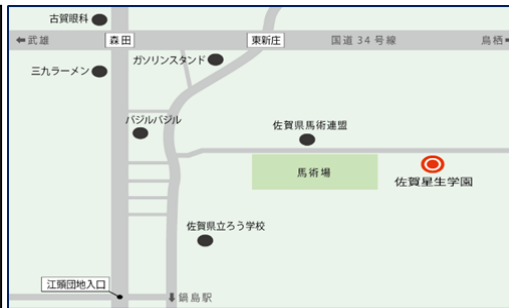 古賀眼科
←武雄
森田
東新庄
国道34号線
鳥栖→
三九ラーメン
ガソリンスタンド
バジルバジル
佐賀県馬術連盟
馬術場
佐賀星生学園
佐賀県立ろう学校
江頭団地入口
↓鍋島駅